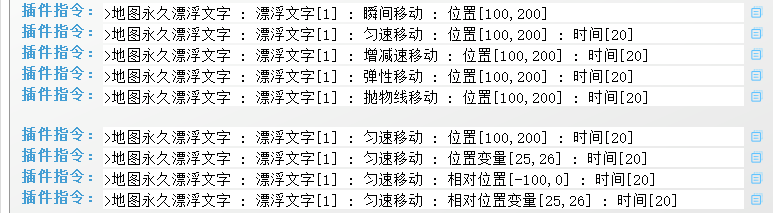 插件指令：>地图永久漂浮文字 : 漂浮文字[1] : 瞬间移动 : 位置[100,200]
插件指令：>地图永久漂浮文字 : 漂浮文字[1] : 匀速移动 : 位置[100,200] : 时间[20]
插件指令：>地图永久漂浮文字 : 漂浮文字[1] : 增减速移动 : 位置[100,200] : 时间[20]
插件指令：>地图永久漂浮文字 : 漂浮文字[1] : 弹性移动 : 位置[100,200] : 时间[20]
插件指令：>地图永久漂浮文字 : 漂浮文字[1] : 抛物线移动 : 位置[100,200] : 时间[20]
插件指令：>地图永久漂浮文字 : 漂浮文字[1] : 匀速移动 : 位置[100,200] : 时间[20]
插件指令：>地图永久漂浮文字 : 漂浮文字[1] : 匀速移动 : 位置变量[25,26] : 时间[20]
插件指令：>地图永久漂浮文字 : 漂浮文字[1] : 匀速移动 : 相对位置[-100,0] : 时间[20]
插件指令：>地图永久漂浮文字 : 漂浮文字[1] : 匀速移动 : 相对位置变量[25,26] : 时间[20]